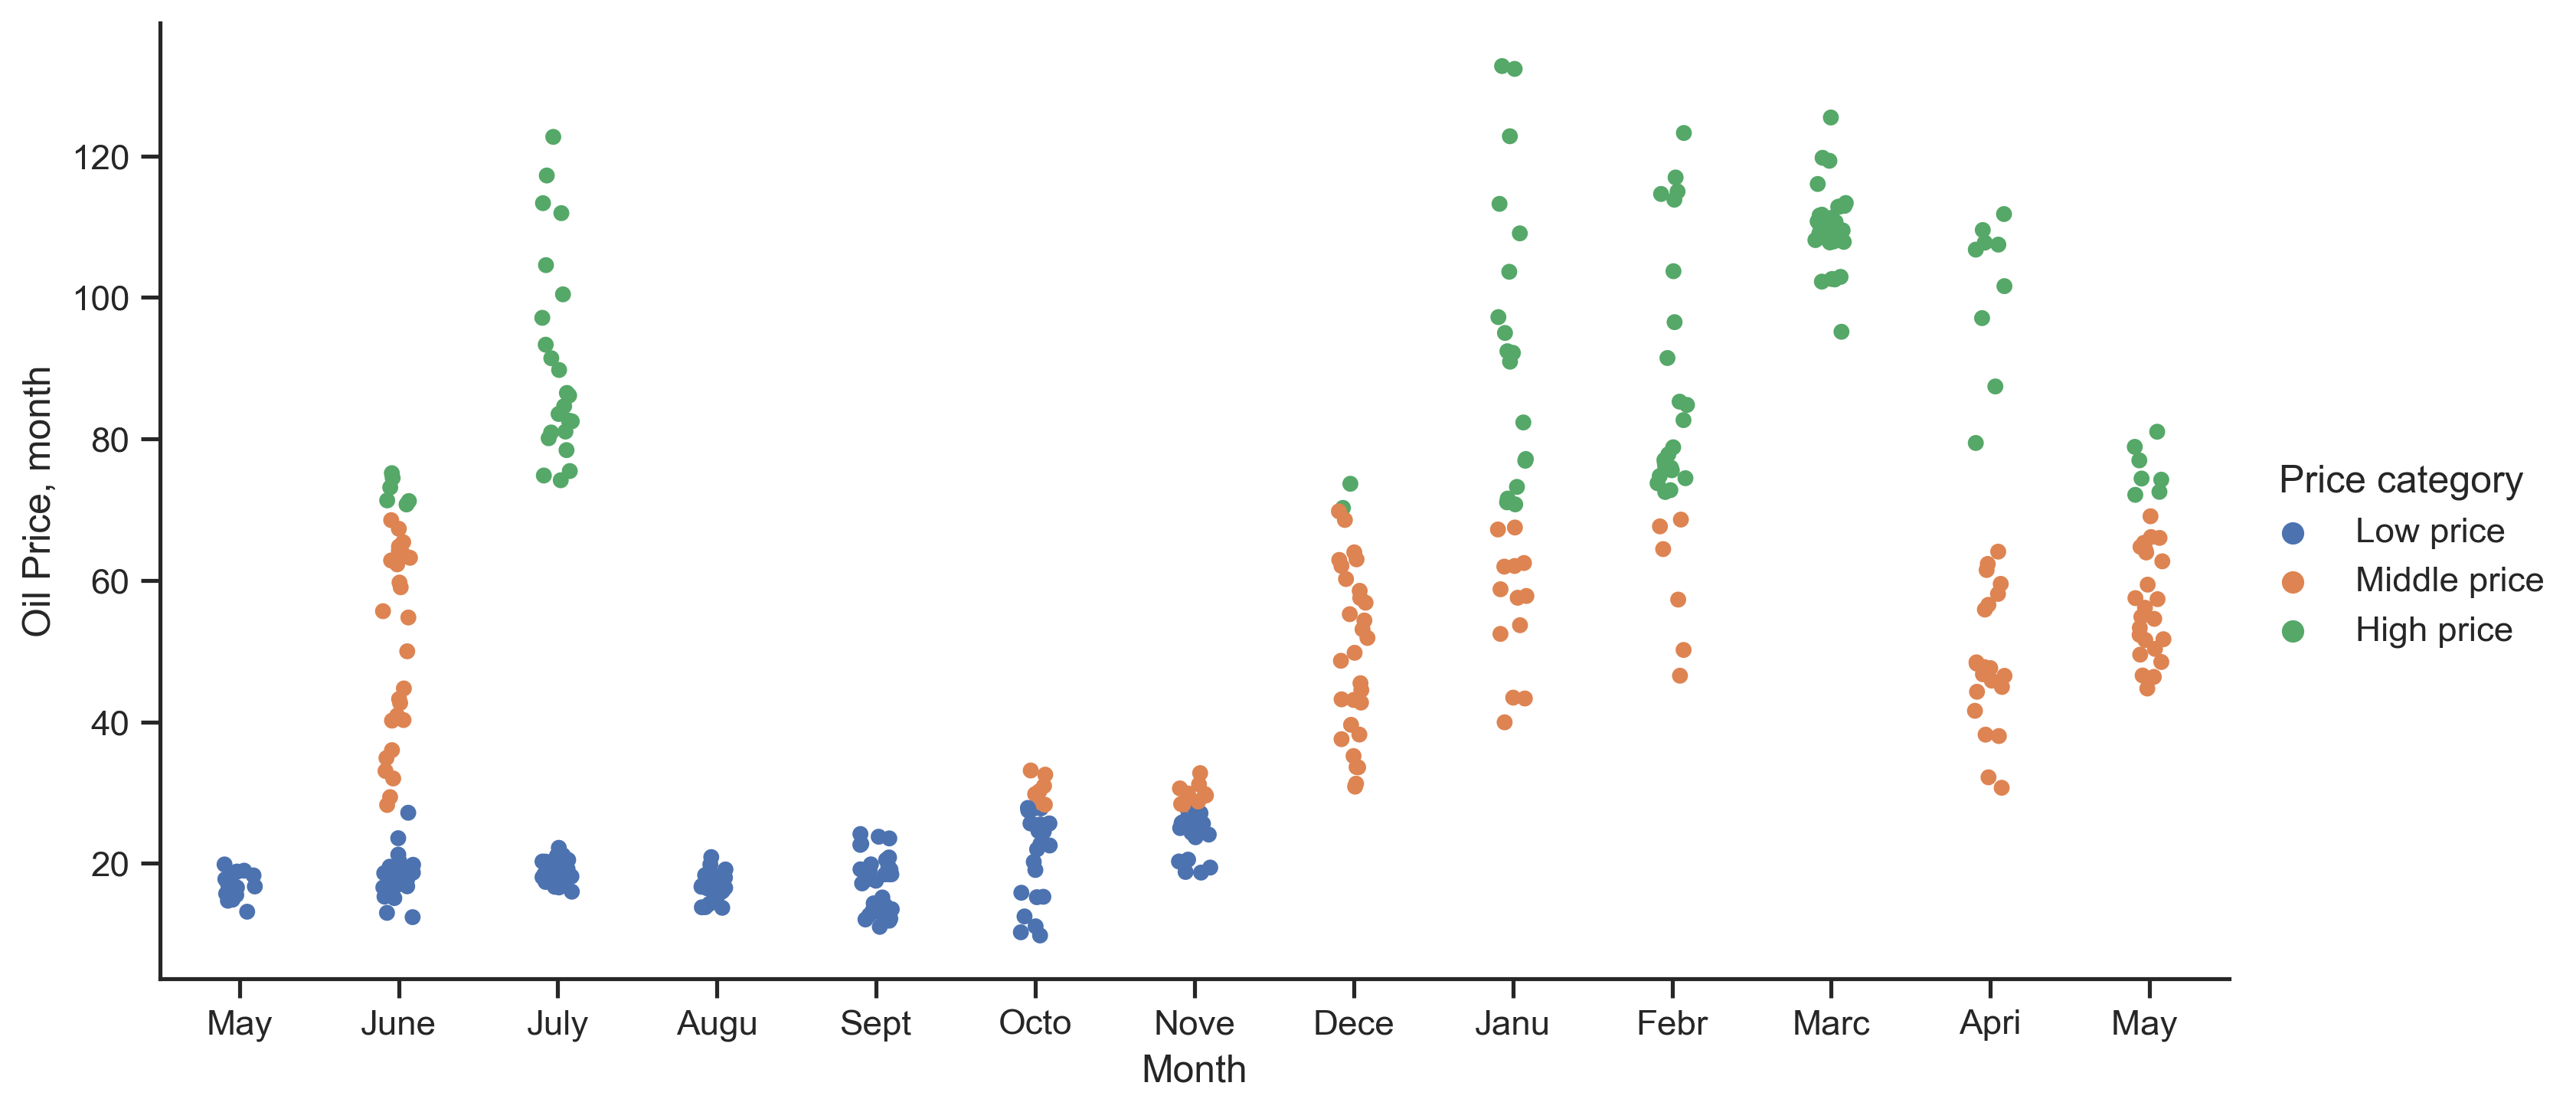 Oil Price, month
120
100
80
60
40
20
May June July Augu Sept Octo Nove Dece Janu Febr Marc Apri May
Month
Price category
Low price
Middle price
High price